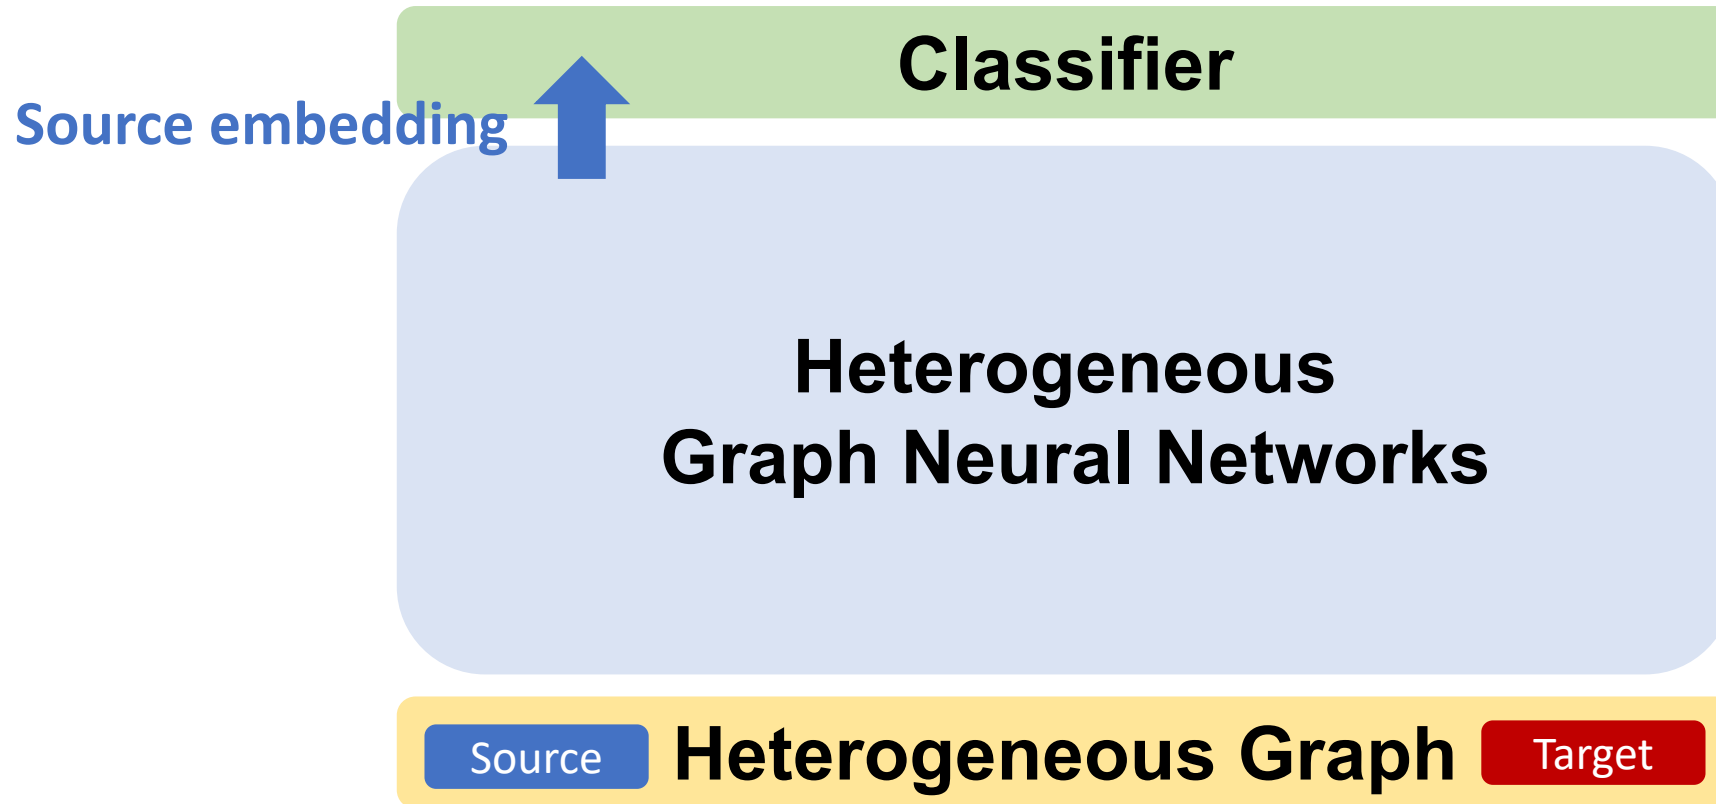 Classifier
Source embedding
Heterogeneous
Graph Neural Networks
Source Heterogeneous Graph Target